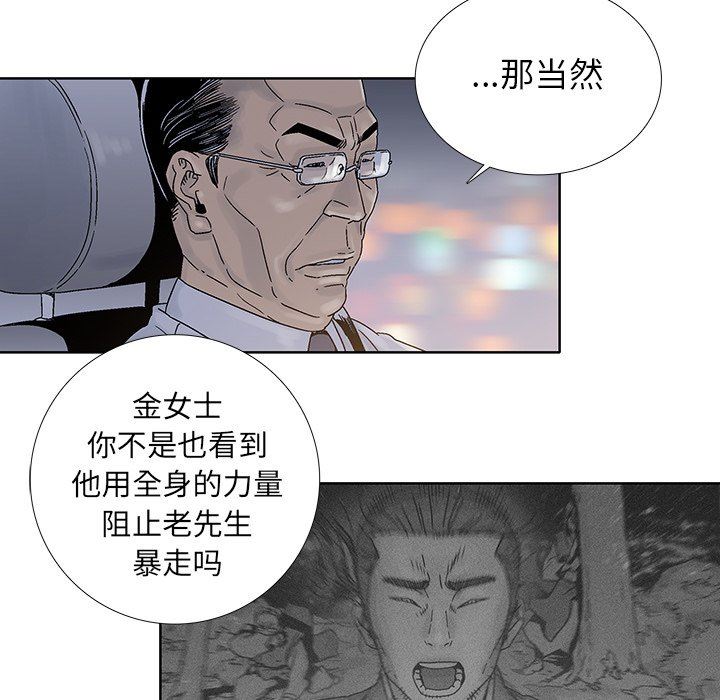 ...那当然
金女士
你不是也看到
他用全身的力量
阻止老先生
暴走吗